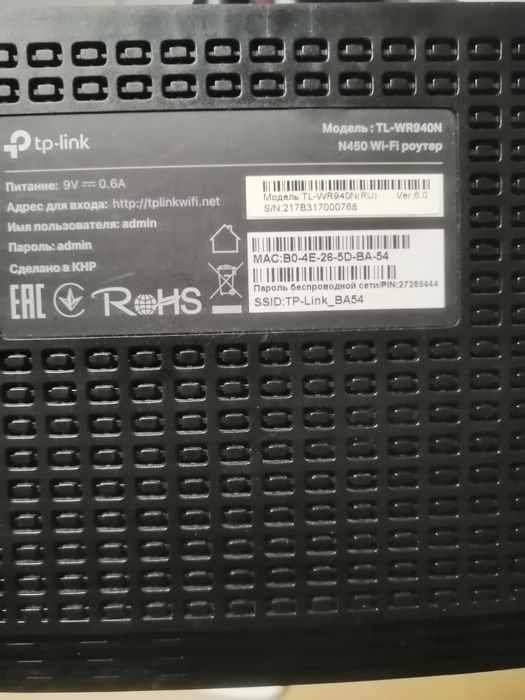 tp-link
Модель : TL-WR940N
N450 Wi-Fi роутер
Питание: 9V 0.6A
Адрес для входа: http://tplinkwifi.net
Имя пользователя: admin
Пароль: admin
Сделано в КНР
Модель:TL-WR940N(RU) Ver:6.0
S/N:217B317000768
MAC:B0-4E-26-5D-BA-54
Пароль беспроводной сети/PIN:27285444
SSID:TP-Link_BA54
EAC
RoHS